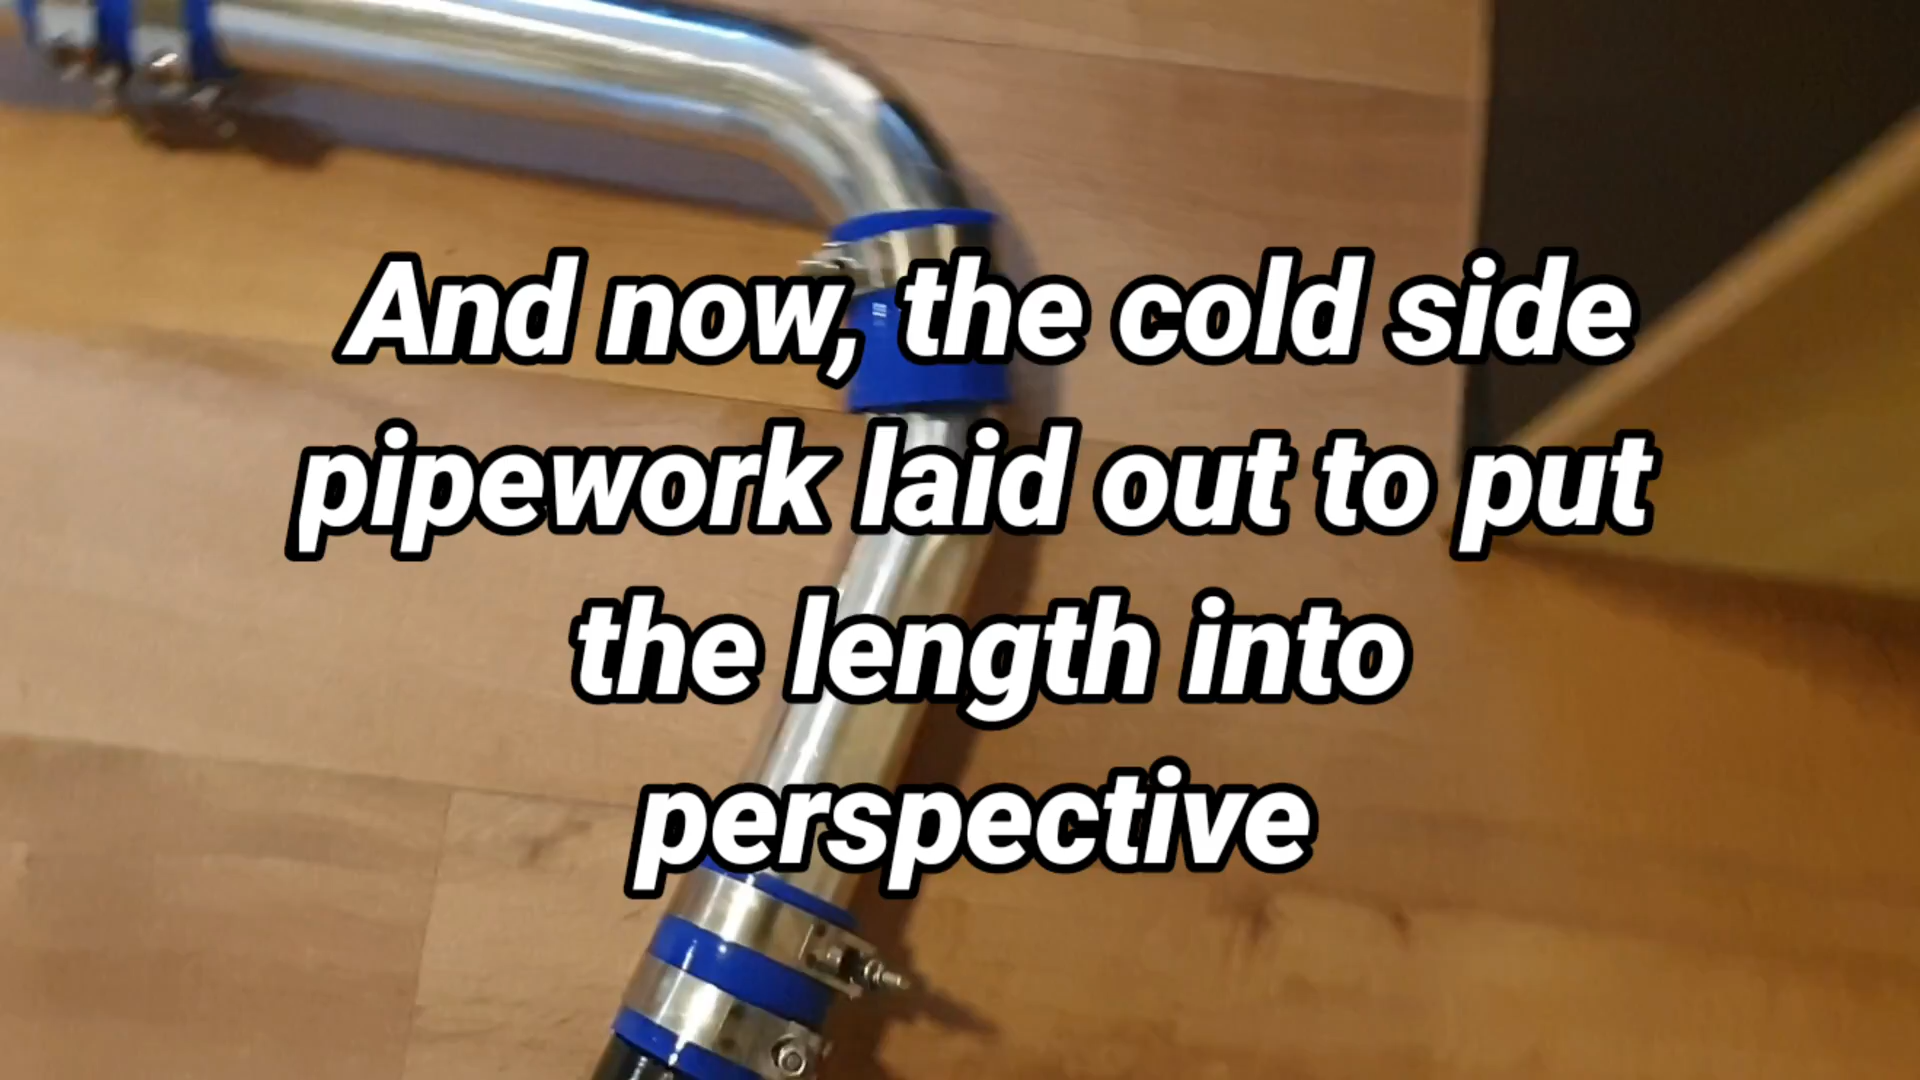 And now, the cold side
pipework laid out to put
the length into
perspective